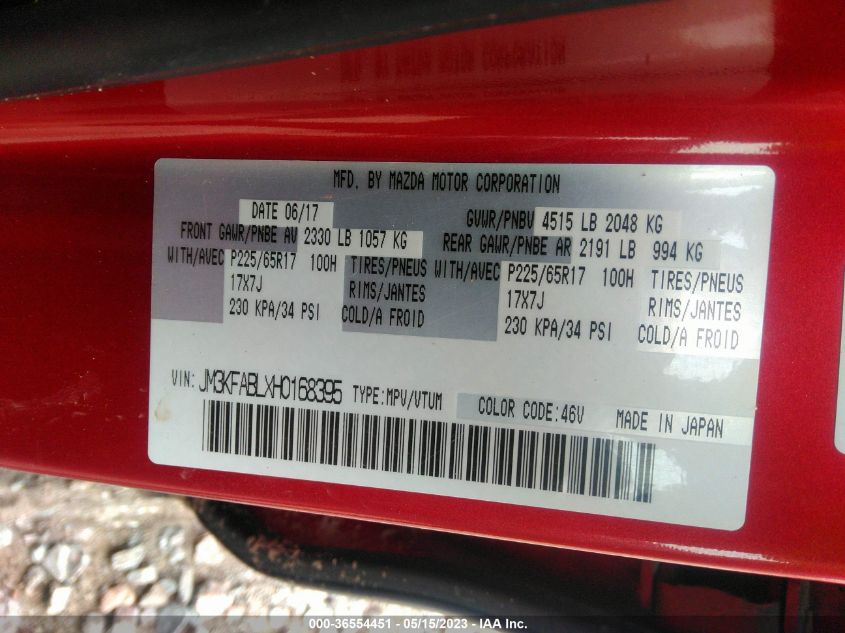 MFD. BY MAZDA MOTOR CORPORATION
DATE 06/17 GVWR/PNBV 4515 LB 2048 KG
FRONT GAWR/PNBE AV 2330 LB 1057 KG REAR GAWR/PNBE AR 2191 LB 994 KG
WITH/AVEC P225/65R17 100H TIRES/PNEUS WITH/AVEC P225/65R17 100H TIRES/PNEUS
17X7J RIMS/JANTES 17X7J RIMS/JANTES
230 KPA/34 PSI COLD/A FROID 230 KPA/34 PSI COLD/A FROID
VIN: JM3KFABLXH0168395 TYPE:MPV/VTUM COLOR CODE:46V MADE IN JAPAN
000-36554451 - 05/15/2023 - IAA Inc.